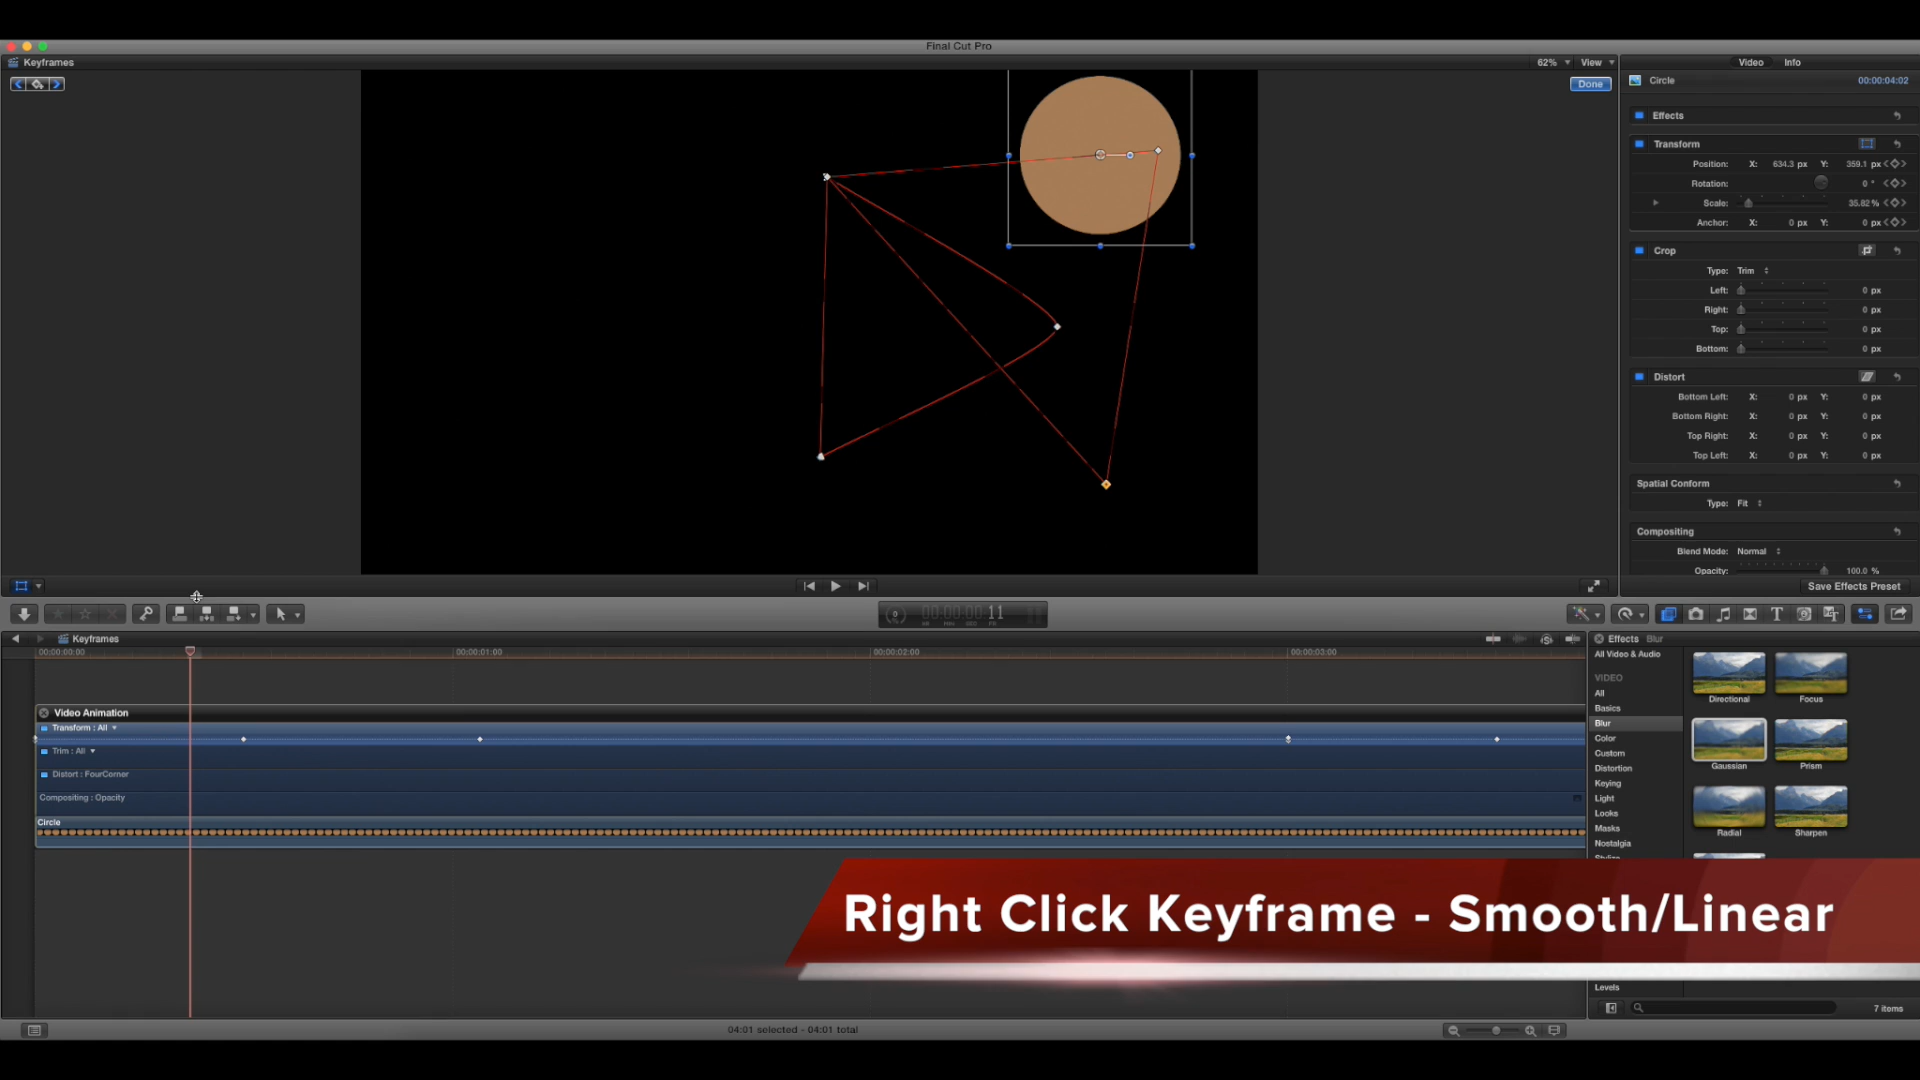 Final Cut Pro
Keyframes
62% View
Video Info
Done
Circle 00:00:04:02
Effects
Transform
Position: X: 634.3 px Y: 359.1 px
Rotation: 0 °
Scale: 35.82 %
Anchor: X: 0 px Y: 0 px
Crop
Type: Trim
Left: 0 px
Right: 0 px
Top: 0 px
Bottom: 0 px
Distort
Bottom Left: X: 0 px Y: 0 px
Bottom Right: X: 0 px Y: 0 px
Top Right: X: 0 px Y: 0 px
Top Left: X: 0 px Y: 0 px
Spatial Conform
Type: Fit
Compositing
Blend Mode: Normal
Opacity: 100.0 %
Save Effects Preset
00:00:00:11
Keyframes
00:00:00:00 00:00:01:00 00:00:02:00 00:00:03:00
Video Animation
Transform : All
Trim : All
Distort : FourCorner
Compositing : Opacity
Circle
Effects Blur
All Video & Audio
VIDEO
All
Basics
Blur
Color
Custom
Distortion
Keying
Light
Looks
Masks
Nostalgia
Stylize
Levels
Directional Focus
Gaussian Prism
Radial Sharpen
Right Click Keyframe - Smooth/Linear
04:01 selected - 04:01 total
7 items